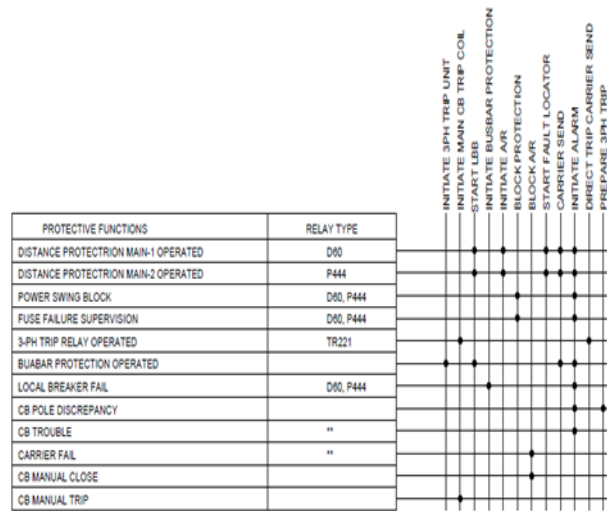 INITIATE 3PH TRIP UNIT
INITIATE MAIN CB TRIP COIL
START LBB
INITIATE BUSBAR PROTECTION
INITIATE A/R
BLOCK PROTECTION
BLOCK A/R
START FAULT LOCATOR
CARRIER SEND
INITIATE ALARM
DIRECT TRIP CARRIER SEND
PREPARE 3PH TRIP
PROTECTIVE FUNCTIONS RELAY TYPE
DISTANCE PROTECTRION MAIN-1 OPERATED D60
DISTANCE PROTECTRION MAIN-2 OPERATED P444
POWER SWING BLOCK D60, P444
FUSE FAILURE SUPERVISION D60, P444
3-PH TRIP RELAY OPERATED TR221
BUABAR PROTECTION OPERATED
LOCAL BREAKER FAIL D60, P444
CB POLE DISCREPANCY
CB TROUBLE **
CARRIER FAIL **
CB MANUAL CLOSE
CB MANUAL TRIP